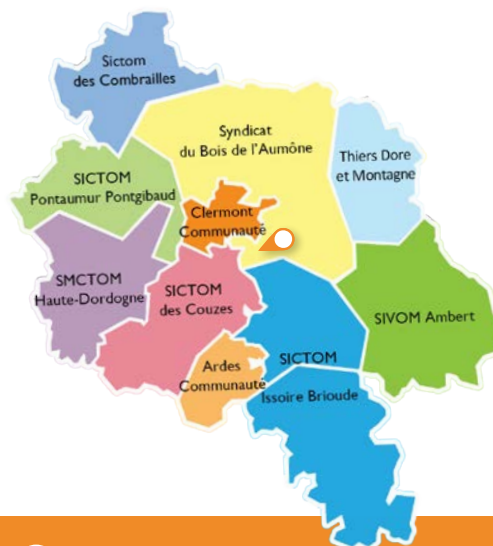 Sictom
des Combrailles
Syndicat
du Bois de l'Aumône
Thiers Dore
et Montagne
SICTOM
Pontaumur Pontgibaud
Clermont
Communauté
SMCTOM
Haute-Dordogne
SICTOM
des Couzes
SIVOM Ambert
Ardes
Communauté
SICTOM
Issoire Brioude